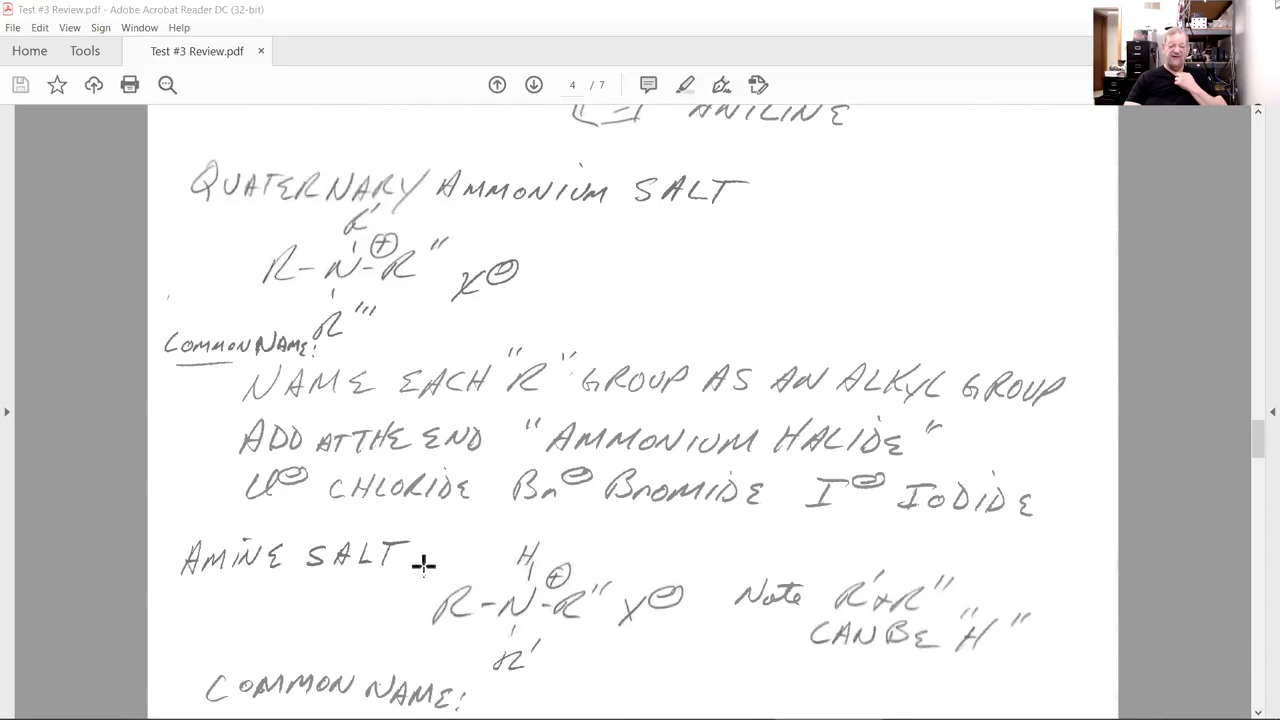 Test #3 Review.pdf - Adobe Acrobat Reader DC (32-bit)
File Edit View Sign Window Help
Home Tools Test #3 Review.pdf ×
4 / 7
ANILINE
QUATERNARY AMMONIUM SALT
R'
R-N⊕-R" X⊖
R'''
COMMON NAME:
NAME EACH "R" GROUP AS AN ALKYL GROUP
ADD AT THE END "AMMONIUM HALIDE"
Cl⊖ CHLORIDE Br⊖ BROMIDE I⊖ IODIDE
AMINE SALT
H
R-N⊕-R" X⊖ Note R'&R"
CAN BE "H"
R'
COMMON NAME: